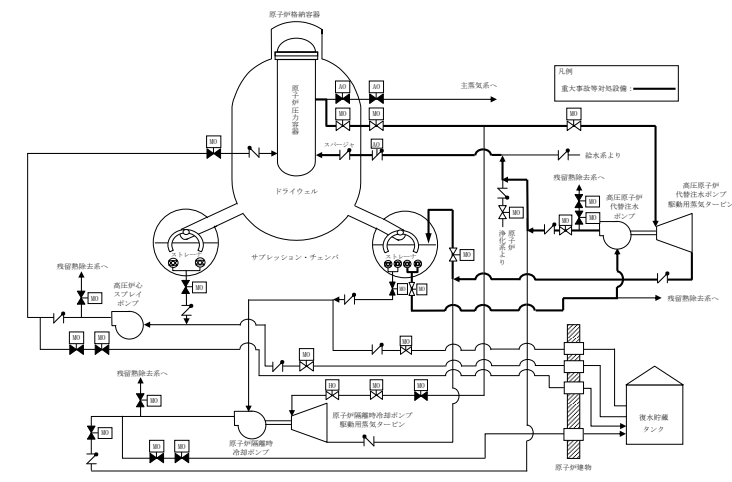 原子炉格納容器
凡例
重大事故等対処設備：
原子炉圧力容器
AO
AO
主蒸気系へ
MO
MO
MO
MO
スパージャ
AO
給水系より
ドライウェル
残留熱除去系へ
MO
MO
MO
高圧原子炉
代替注水
ポンプ
高圧原子炉
代替注水ポンプ
駆動用蒸気タービン
MO
原子炉
浄化系より
ストレーナ
サプレッション・チェンバ
ストレーナ
MO
MO
MO
MO
残留熱除去系へ
残留熱除去系へ
MO
高圧炉心
スプレイ
ポンプ
MO
MO
MO
MO
残留熱除去系へ
MO
HO
MO
MO
MO
原子炉隔離時冷却ポンプ
駆動用蒸気タービン
原子炉隔離時
冷却ポンプ
MO
MO
復水貯蔵
タンク
原子炉建物